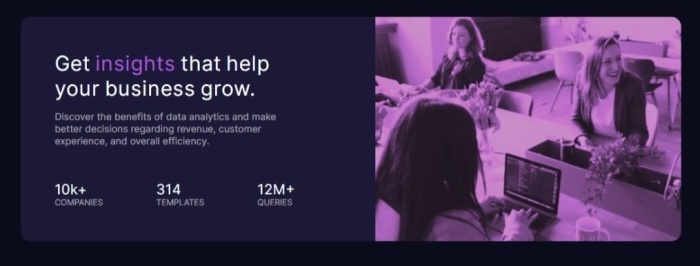 Get insights that help
your business grow.
Discover the benefits of data analytics and make
better decisions regarding revenue, customer
experience, and overall efficiency.
10k+ 314 12M+
COMPANIES TEMPLATES QUERIES